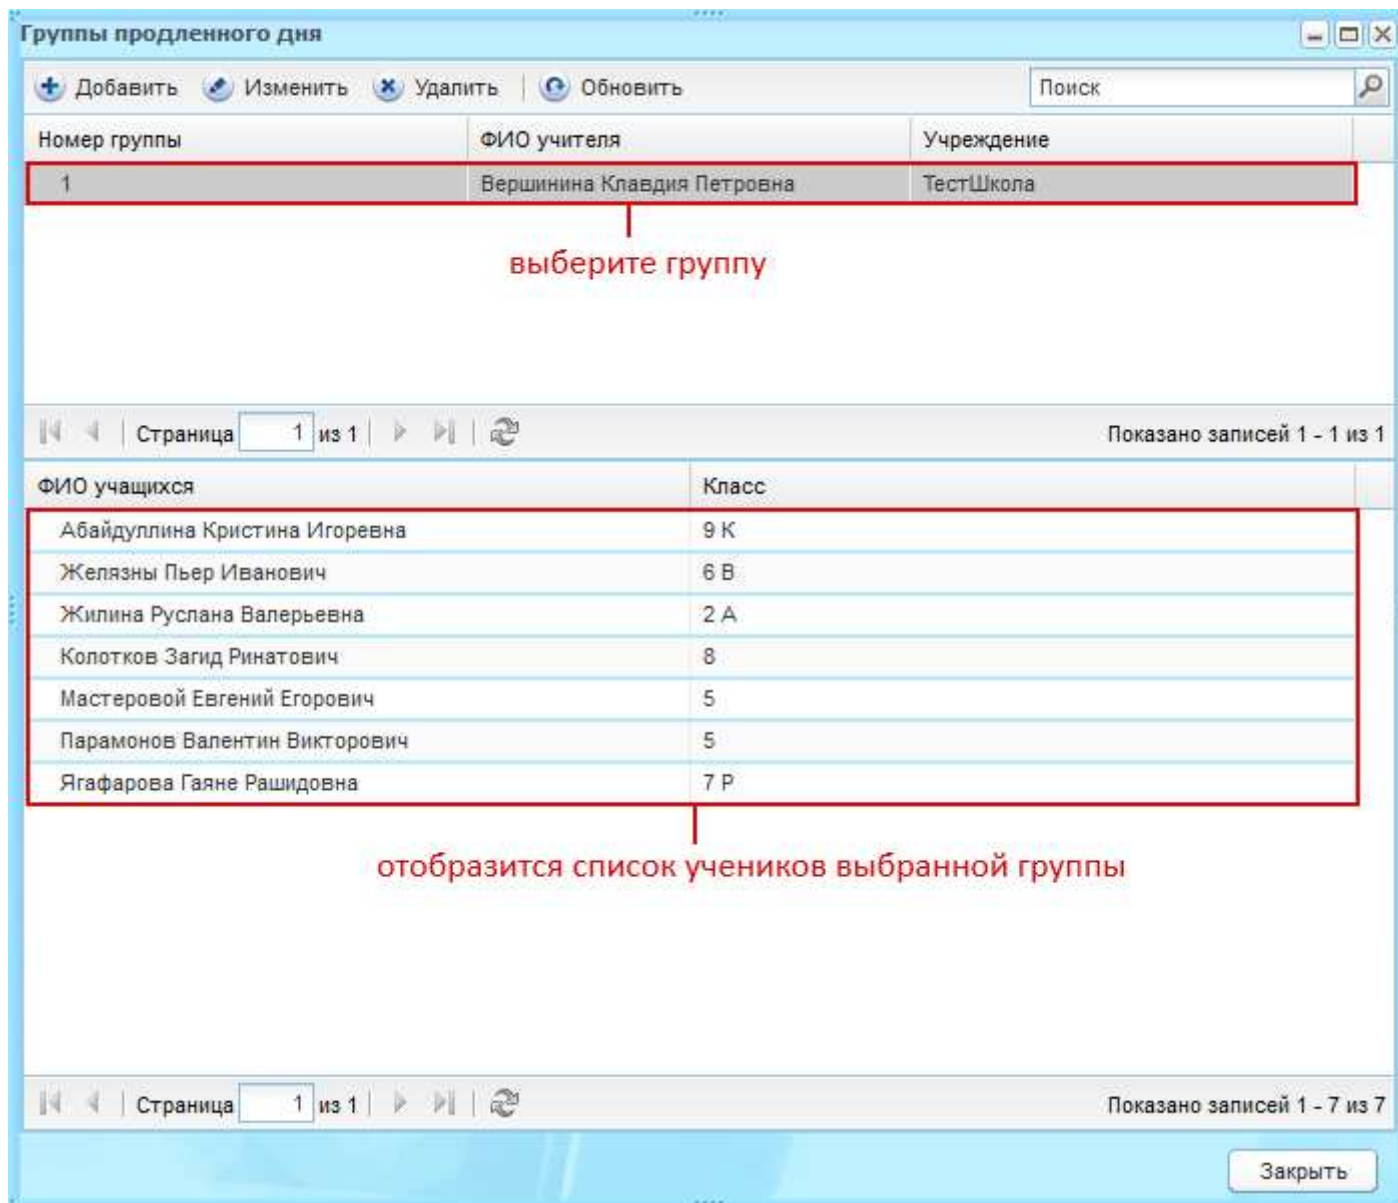 Группы продленного дня
Добавить Изменить Удалить Обновить Поиск
Номер группы ФИО учителя Учреждение
1 Вершинина Клавдия Петровна ТестШкола
выберите группу
Страница 1 из 1 Показано записей 1 - 1 из 1
ФИО учащихся Класс
Абайдуллина Кристина Игоревна 9 К
Желязны Пьер Иванович 6 В
Жилина Руслана Валерьевна 2 А
Колотков Загид Ринатович 8
Мастеровой Евгений Егорович 5
Парамонов Валентин Викторович 5
Ягафарова Гаяне Рашидовна 7 Р
отобразится список учеников выбранной группы
Страница 1 из 1 Показано записей 1 - 7 из 7
Закрыть